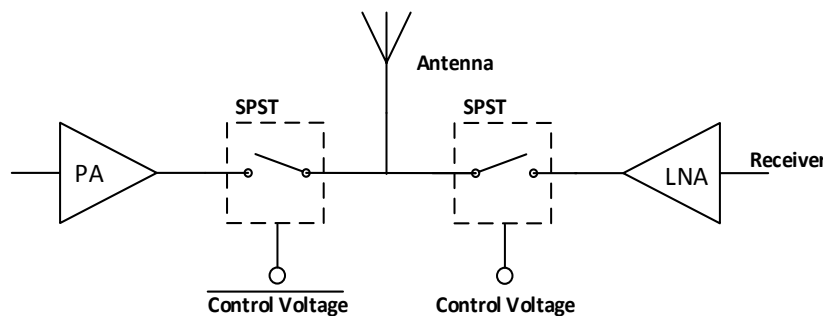 Antenna
SPST
SPST
PA
LNA
Receiver
Control Voltage
Control Voltage